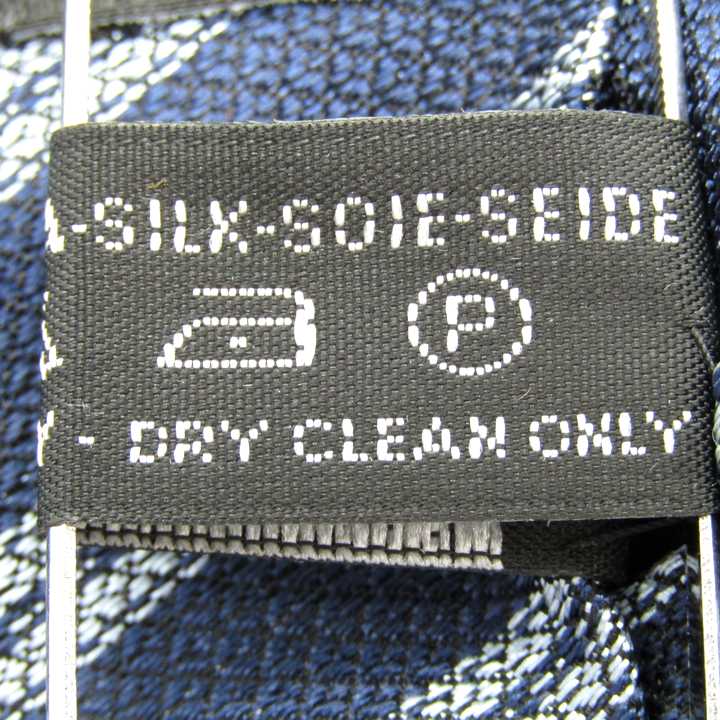 -SILK-SOIE-SEIDE
P
- DRY CLEAN ONLY